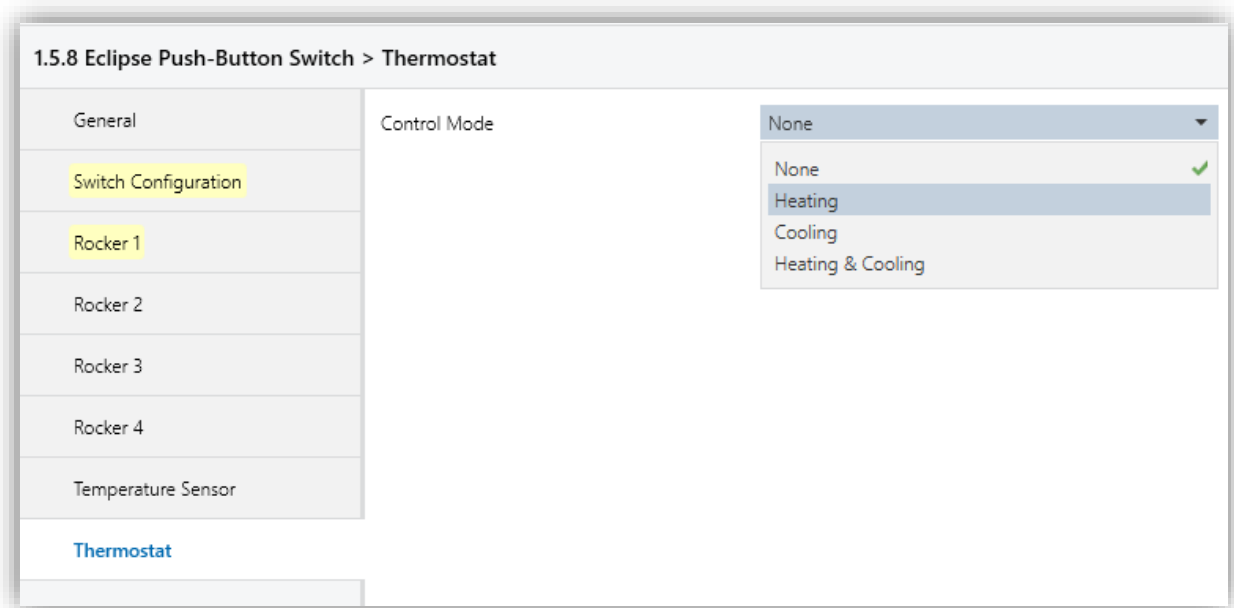 1.5.8 Eclipse Push-Button Switch > Thermostat
General
Switch Configuration
Rocker 1
Rocker 2
Rocker 3
Rocker 4
Temperature Sensor
Thermostat
Control Mode
None
None
Heating
Cooling
Heating & Cooling